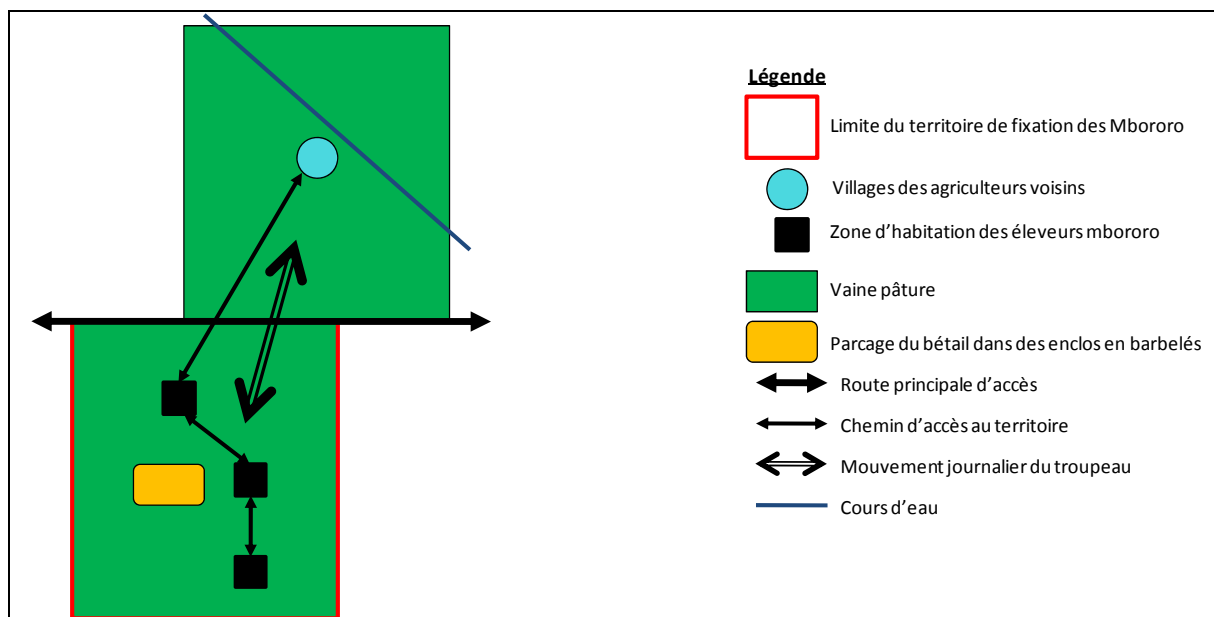 Légende
Limite du territoire de fixation des Mbororo
Villages des agriculteurs voisins
Zone d'habitation des éleveurs mbororo
Vaine pâture
Parcage du bétail dans des enclos en barbelés
Route principale d'accès
Chemin d'accès au territoire
Mouvement journalier du troupeau
Cours d'eau